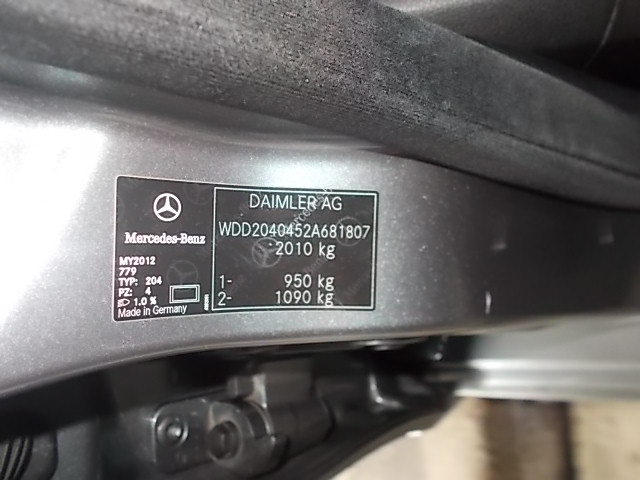 Mercedes-Benz
MY2012
779
TYP: 204
PZ: 4
1.0 %
Made in Germany
DAIMLER AG
WDD2040452A681807
2010 kg
1- 950 kg
2- 1090 kg